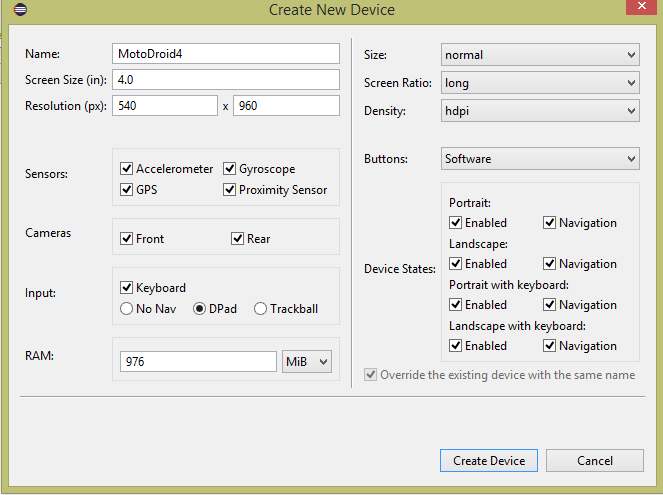 Create New Device
Name: MotoDroid4
Screen Size (in): 4.0
Resolution (px): 540 x 960
Sensors:
Accelerometer Gyroscope
GPS Proximity Sensor
Cameras
Front Rear
Input:
Keyboard
No Nav DPad Trackball
RAM: 976 MiB
Size: normal
Screen Ratio: long
Density: hdpi
Buttons: Software
Device States:
Portrait:
Enabled Navigation
Landscape:
Enabled Navigation
Portrait with keyboard:
Enabled Navigation
Landscape with keyboard:
Enabled Navigation
Override the existing device with the same name
Create Device Cancel